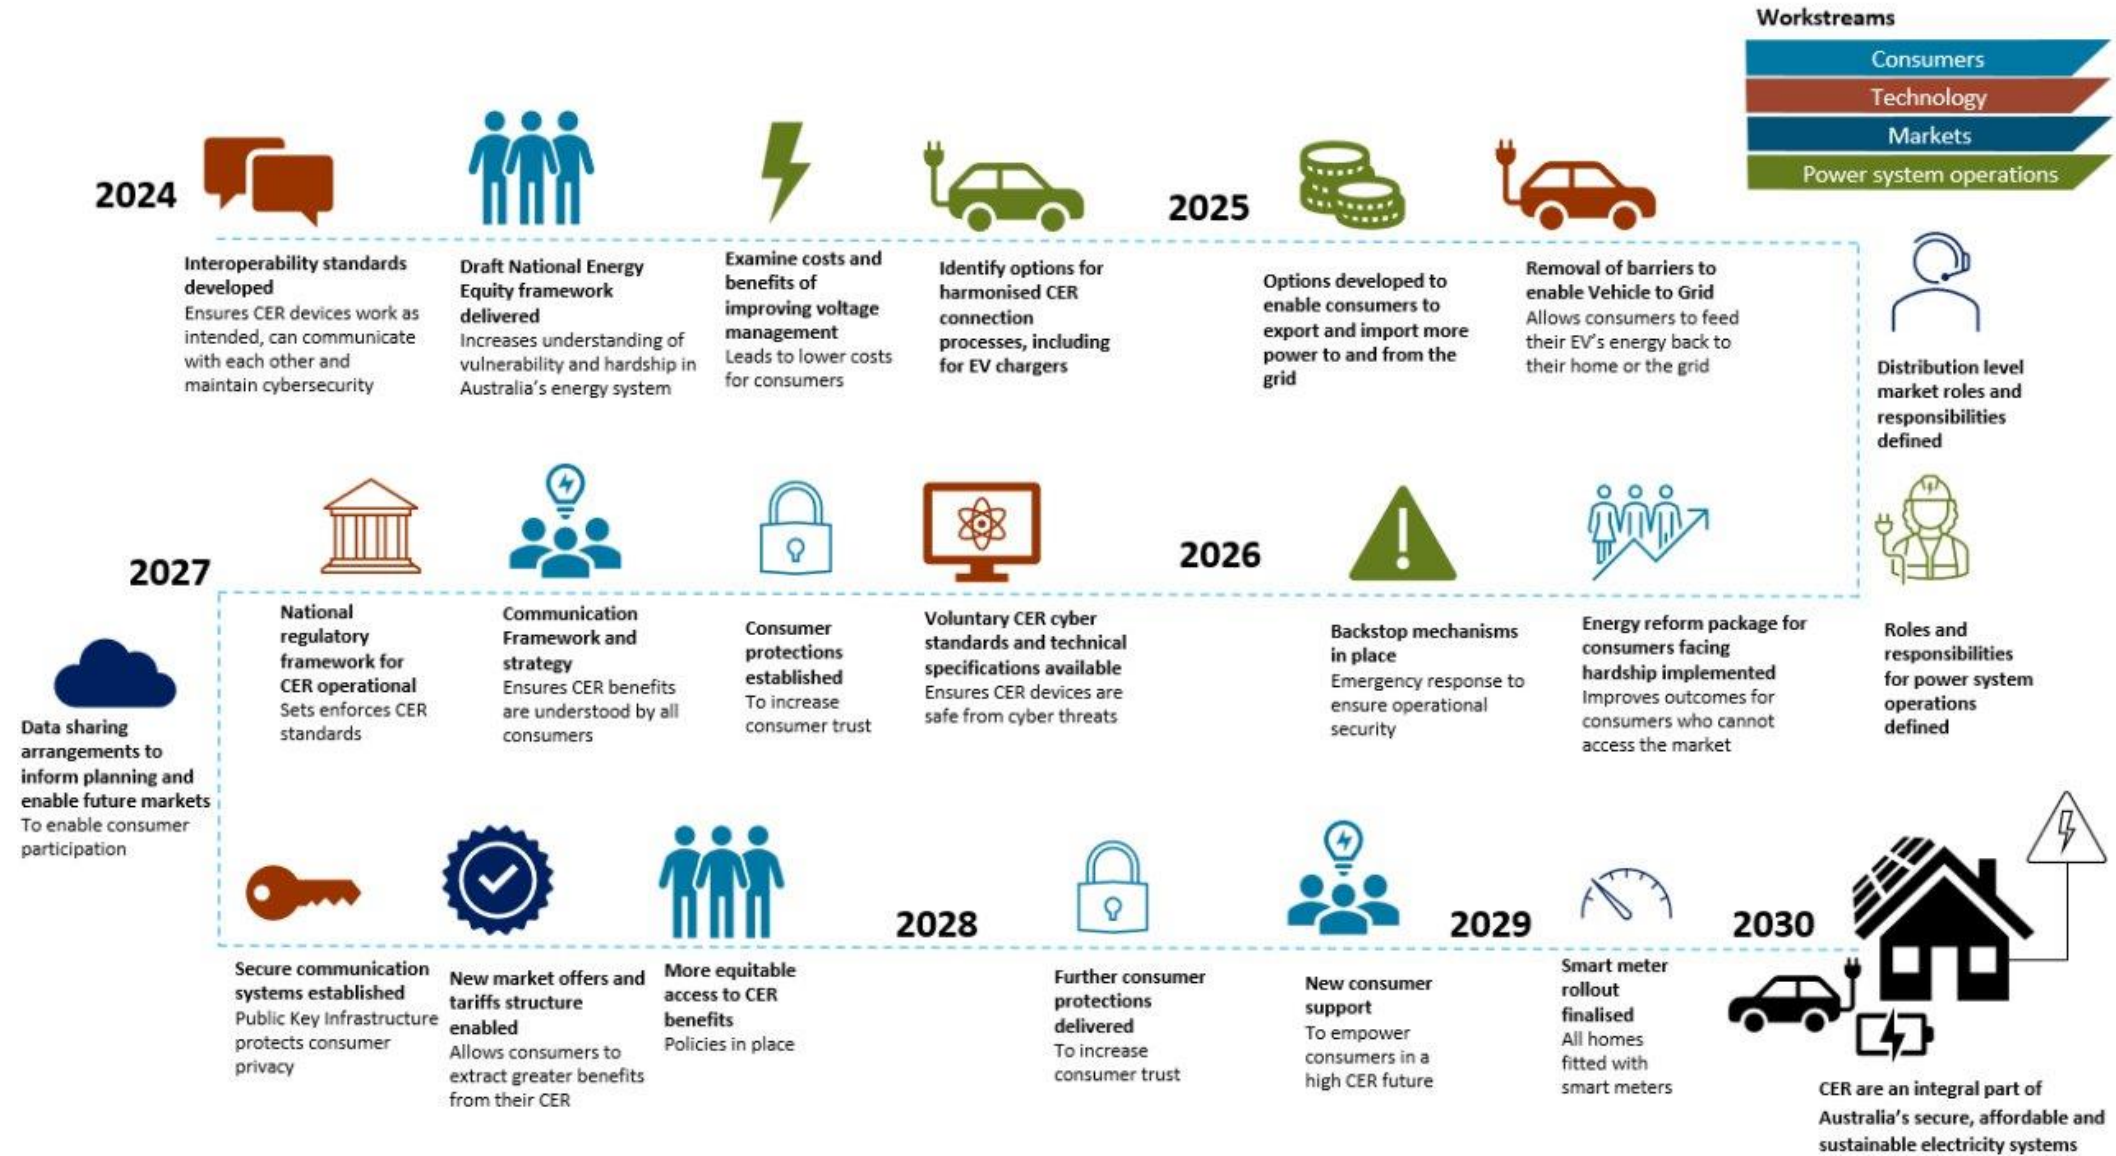 Workstreams
Consumers
Technology
Markets
Power system operations
2024
Interoperability standards
developed
Ensures CER devices work as
intended, can communicate
with each other and
maintain cybersecurity
Draft National Energy
Equity framework
delivered
Increases understanding of
vulnerability and hardship in
Australia's energy system
Examine costs and
benefits of
improving voltage
management
Leads to lower costs
for consumers
Identify options for
harmonised CER
connection
processes, including
for EV chargers
2025
Options developed to
enable consumers to
export and import more
power to and from the
grid
Removal of barriers to
enable Vehicle to Grid
Allows consumers to feed
their EV's energy back to
their home or the grid
Distribution level
market roles and
responsibilities
defined
Roles and
responsibilities
for power system
operations
defined
Energy reform package for
consumers facing
hardship implemented
Improves outcomes for
consumers who cannot
access the market
Backstop mechanisms
in place
Emergency response to
ensure operational
security
2026
Voluntary CER cyber
standards and technical
specifications available
Ensures CER devices are
safe from cyber threats
Consumer
protections
established
To increase
consumer trust
Communication
Framework and
strategy
Ensures CER benefits
are understood by all
consumers
National
regulatory
framework for
CER operational
Sets enforces CER
standards
2027
Data sharing
arrangements to
inform planning and
enable future markets
To enable consumer
participation
Secure communication
systems established
Public Key Infrastructure
protects consumer
privacy
New market offers and
tariffs structure
enabled
Allows consumers to
extract greater benefits
from their CER
More equitable
access to CER
benefits
Policies in place
2028
Further consumer
protections
delivered
To increase
consumer trust
New consumer
support
To empower
consumers in a
high CER future
2029
Smart meter
rollout
finalised
All homes
fitted with
smart meters
2030
CER are an integral part of
Australia's secure, affordable and
sustainable electricity systems